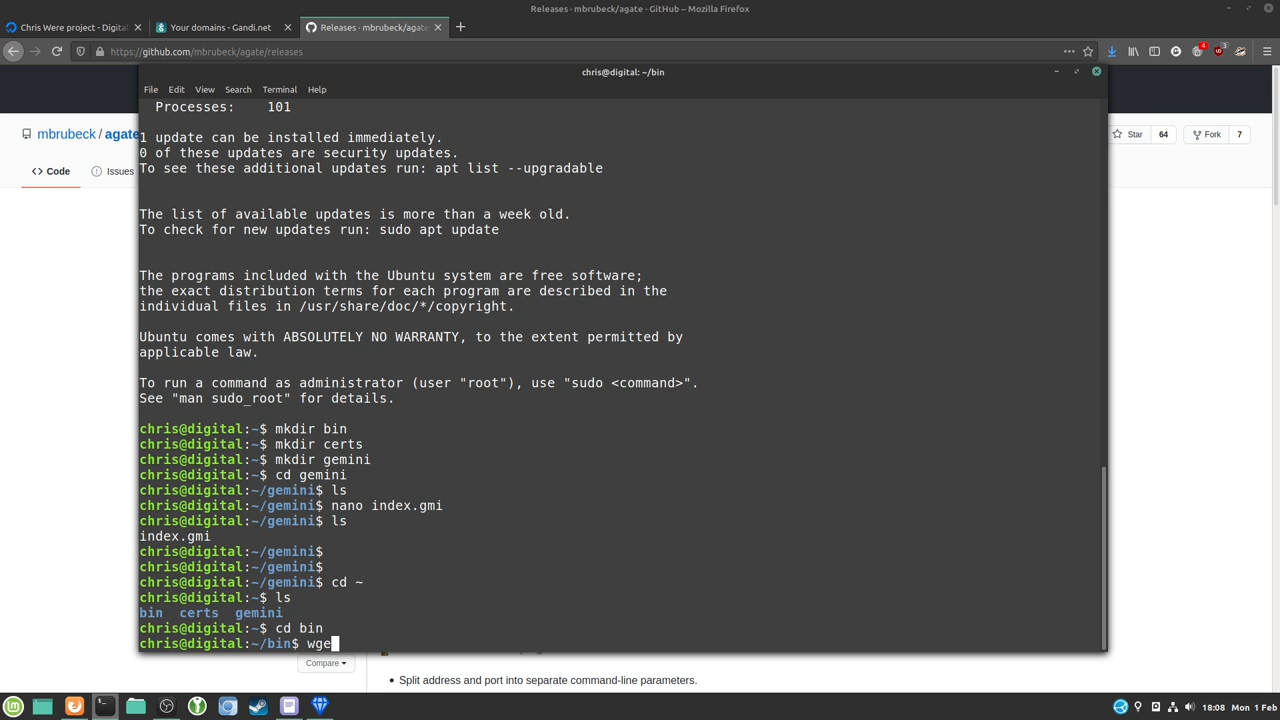 Releases · mbrubeck/agate · GitHub – Mozilla Firefox
Chris Were project - Digital
Your domains - Gandi.net
Releases · mbrubeck/agate
https://github.com/mbrubeck/agate/releases
4
3
chris@digital: ~/bin
File Edit View Search Terminal Help
Processes: 101
mbrubeck / agate
Star 64
Fork 7
1 update can be installed immediately.
0 of these updates are security updates.
To see these additional updates run: apt list --upgradable
Code
Issues
The list of available updates is more than a week old.
To check for new updates run: sudo apt update
The programs included with the Ubuntu system are free software;
the exact distribution terms for each program are described in the
individual files in /usr/share/doc/*/copyright.
Ubuntu comes with ABSOLUTELY NO WARRANTY, to the extent permitted by
applicable law.
To run a command as administrator (user "root"), use "sudo <command>".
See "man sudo_root" for details.
chris@digital:~$ mkdir bin
chris@digital:~$ mkdir certs
chris@digital:~$ mkdir gemini
chris@digital:~$ cd gemini
chris@digital:~/gemini$ ls
chris@digital:~/gemini$ nano index.gmi
chris@digital:~/gemini$ ls
index.gmi
chris@digital:~/gemini$
chris@digital:~/gemini$
chris@digital:~/gemini$ cd ~
chris@digital:~$ ls
bin certs gemini
chris@digital:~$ cd bin
chris@digital:~/bin$ wge
Compare
• Split address and port into separate command-line parameters.
18:08 Mon 1 Feb